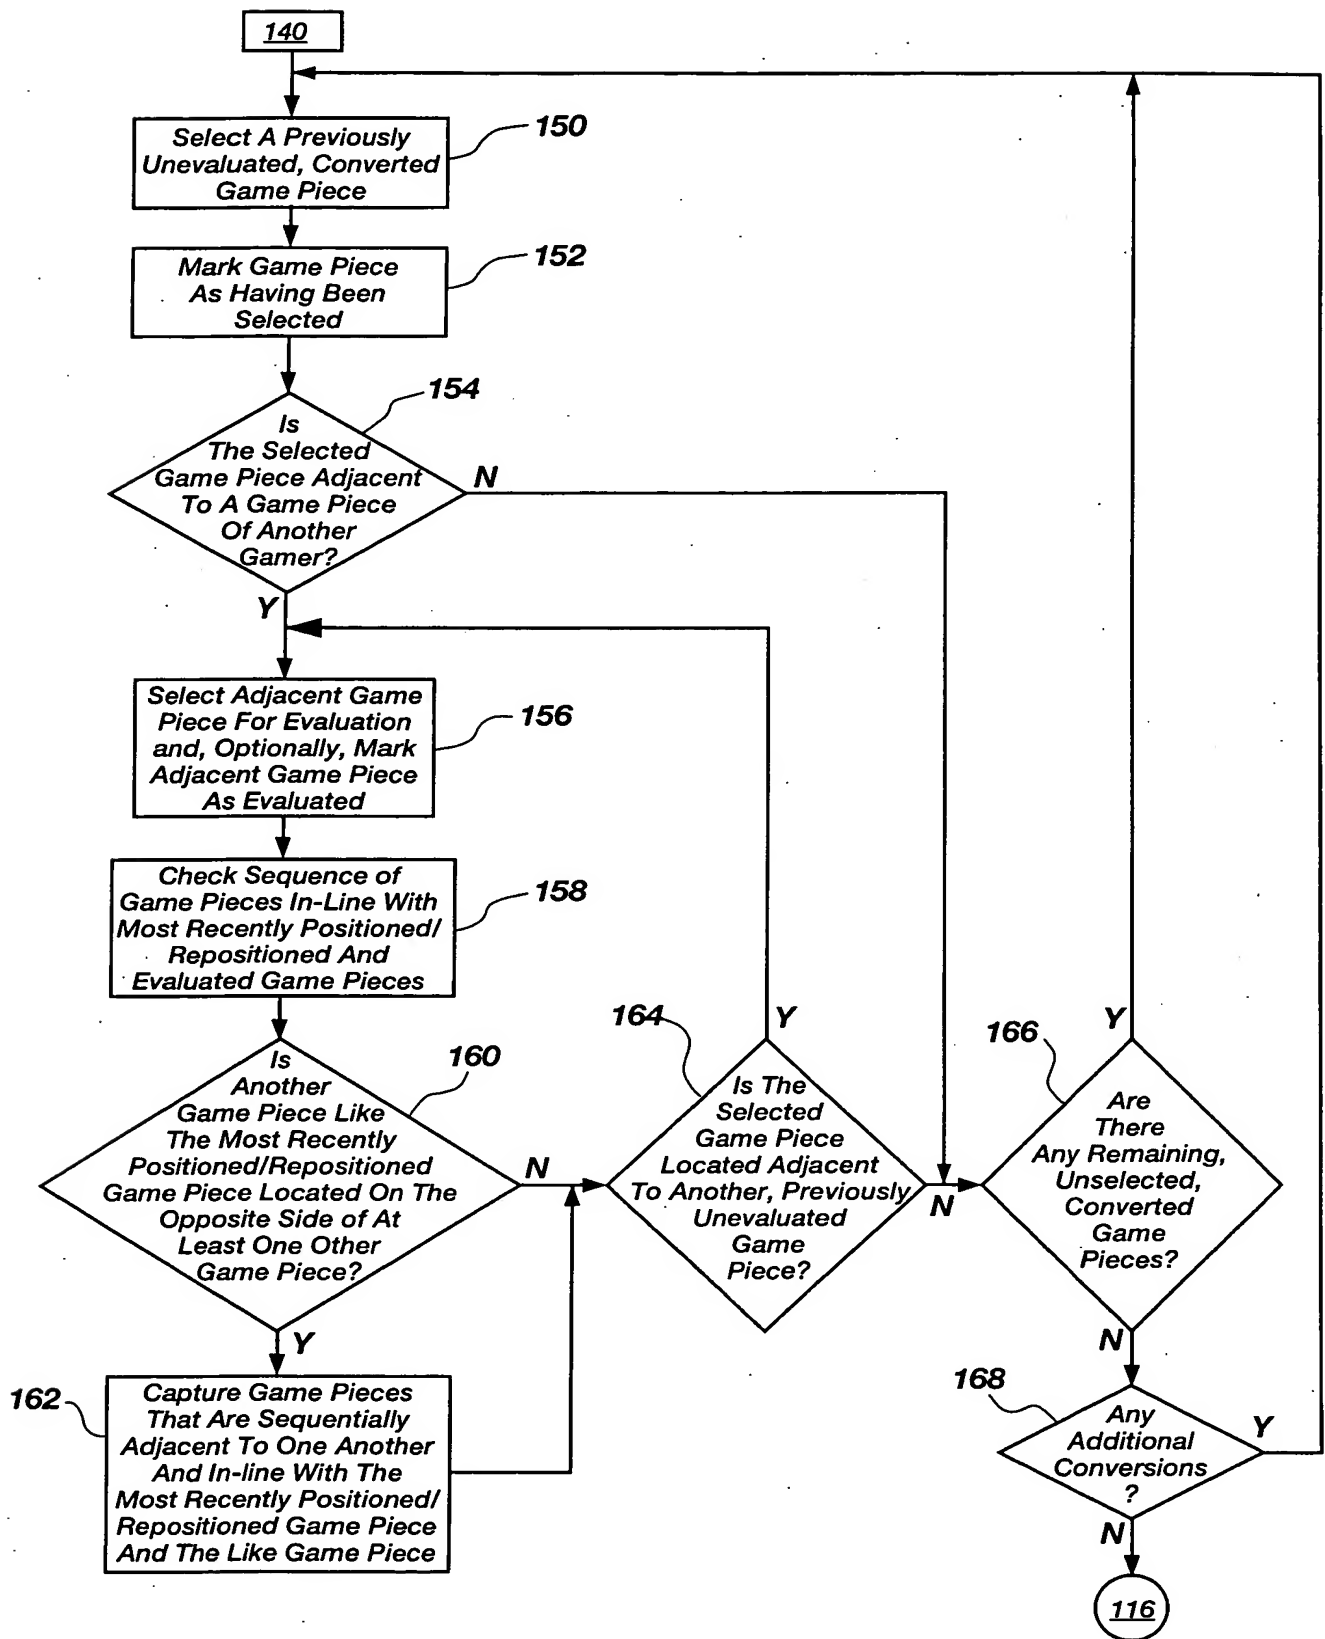 140
Select A Previously
Unevaluated, Converted
Game Piece
150
Mark Game Piece
As Having Been
Selected
152
154
Is
The Selected
Game Piece Adjacent
To A Game Piece
Of Another
Gamer?
N
Y
Select Adjacent Game
Piece For Evaluation
and, Optionally, Mark
Adjacent Game Piece
As Evaluated
156
Check Sequence of
Game Pieces In-Line With
Most Recently Positioned/
Repositioned And
Evaluated Game Pieces
158
160
Is
Another
Game Piece Like
The Most Recently
Positioned/Repositioned
Game Piece Located On The
Opposite Side of At
Least One Other
Game Piece?
N
Y
162
Capture Game Pieces
That Are Sequentially
Adjacent To One Another
And In-line With The
Most Recently Positioned/
Repositioned Game Piece
And The Like Game Piece
164
Y
Is The
Selected
Game Piece
Located Adjacent
To Another, Previously
Unevaluated
Game
Piece?
N
166
Y
Are
There
Any Remaining,
Unselected,
Converted
Game
Pieces?
N
168
Any
Additional
Conversions
?
Y
N
116